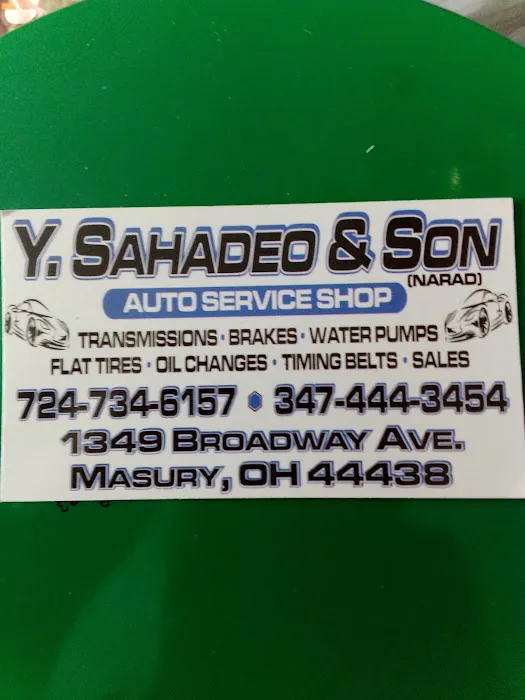 Y. SAHADEO & SON
(NARAD)
AUTO SERVICE SHOP
TRANSMISSIONS • BRAKES • WATER PUMPS
FLAT TIRES • OIL CHANGES • TIMING BELTS • SALES
724-734-6157 • 347-444-3454
1349 BROADWAY AVE.
MASURY, OH 44438